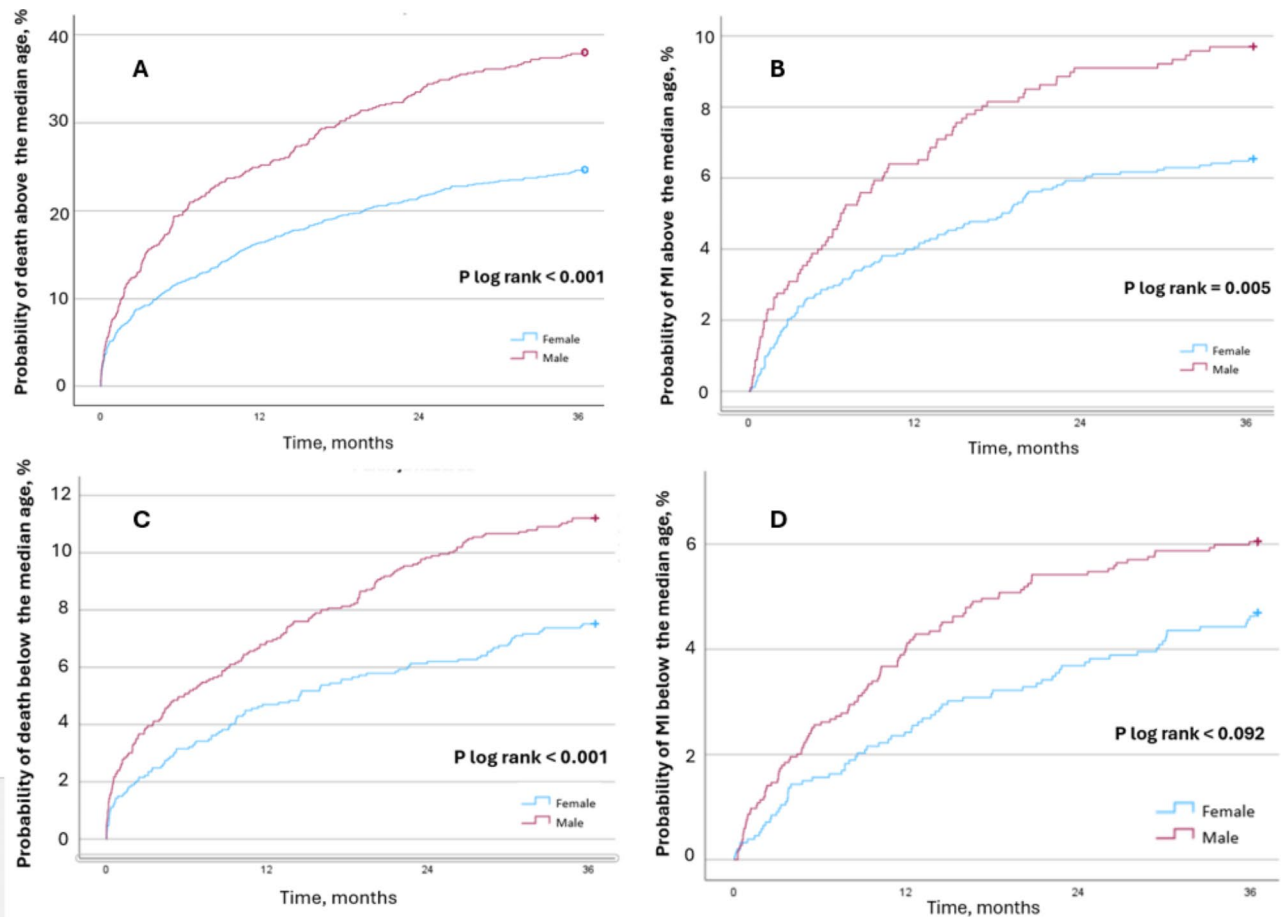 Probability of death above the median age, %
40
30
20
10
0
A
P log rank < 0.001
Female
Male
0 12 24 36
Time, months
Probability of MI above the median age, %
10
8
6
4
2
0
B
P log rank = 0.005
Female
Male
0 12 24 36
Time, months
Probability of death below the median age, %
12
10
8
6
4
2
0
C
P log rank < 0.001
Female
Male
0 12 24 36
Time, months
Probability of MI below the median age, %
6
4
2
0
D
P log rank < 0.092
Female
Male
0 12 24 36
Time, months